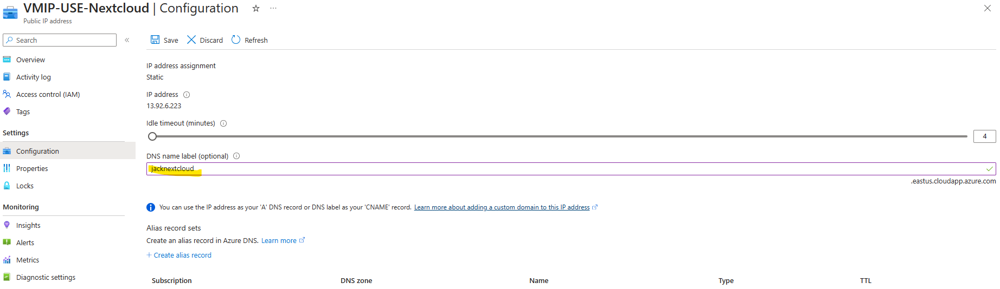 VMIP-USE-Nextcloud | Configuration
Public IP address
Search
Save
Discard
Refresh
Overview
Activity log
Access control (IAM)
Tags
Settings
Configuration
Properties
Locks
Monitoring
Insights
Alerts
Metrics
Diagnostic settings
IP address assignment
Static
IP address
13.92.6.223
Idle timeout (minutes)
4
DNS name label (optional)
jacknextcloud
.eastus.cloudapp.azure.com
You can use the IP address as your 'A' DNS record or DNS label as your 'CNAME' record. Learn more about adding a custom domain to this IP address
Alias record sets
Create an alias record in Azure DNS. Learn more
+ Create alias record
Subscription DNS zone Name Type TTL